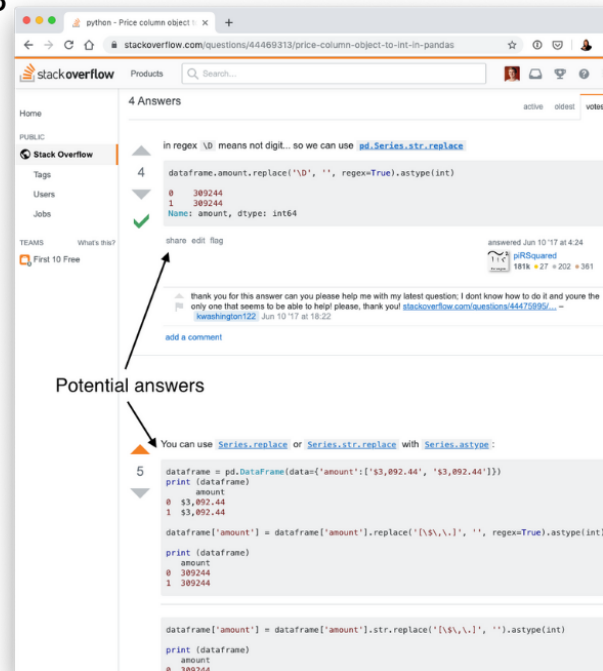 python - Price column object t
stackoverflow.com/questions/44469313/price-column-object-to-int-in-pandas
stackoverflow Products Search...
4 Answers
active oldest votes
Home
PUBLIC
Stack Overflow
Tags
Users
Jobs
TEAMS What's this?
First 10 Free
in regex \D means not digit... so we can use pd.Series.str.replace
4
dataframe.amount.replace('\D', '', regex=True).astype(int)
0 309244
1 309244
Name: amount, dtype: int64
share edit flag
answered Jun 10 '17 at 4:24
piRSquared
181k 27 202 361
thank you for this answer can you please help me with my latest question; I dont know how to do it and youre the
only one that seems to be able to help! please, thank you! stackoverflow.com/questions/44475995/... –
kwashington122 Jun 10 '17 at 18:22
add a comment
Potential answers
You can use Series.replace or Series.str.replace with Series.astype:
5
dataframe = pd.DataFrame(data={'amount':['$3,092.44', '$3,092.44']})
print (dataframe)
amount
0 $3,092.44
1 $3,092.44
dataframe['amount'] = dataframe['amount'].replace('[\$\,\.]', '', regex=True).astype(int)
print (dataframe)
amount
0 309244
1 309244
dataframe['amount'] = dataframe['amount'].str.replace('[\$\,\.]', '').astype(int)
print (dataframe)
amount
0 309244